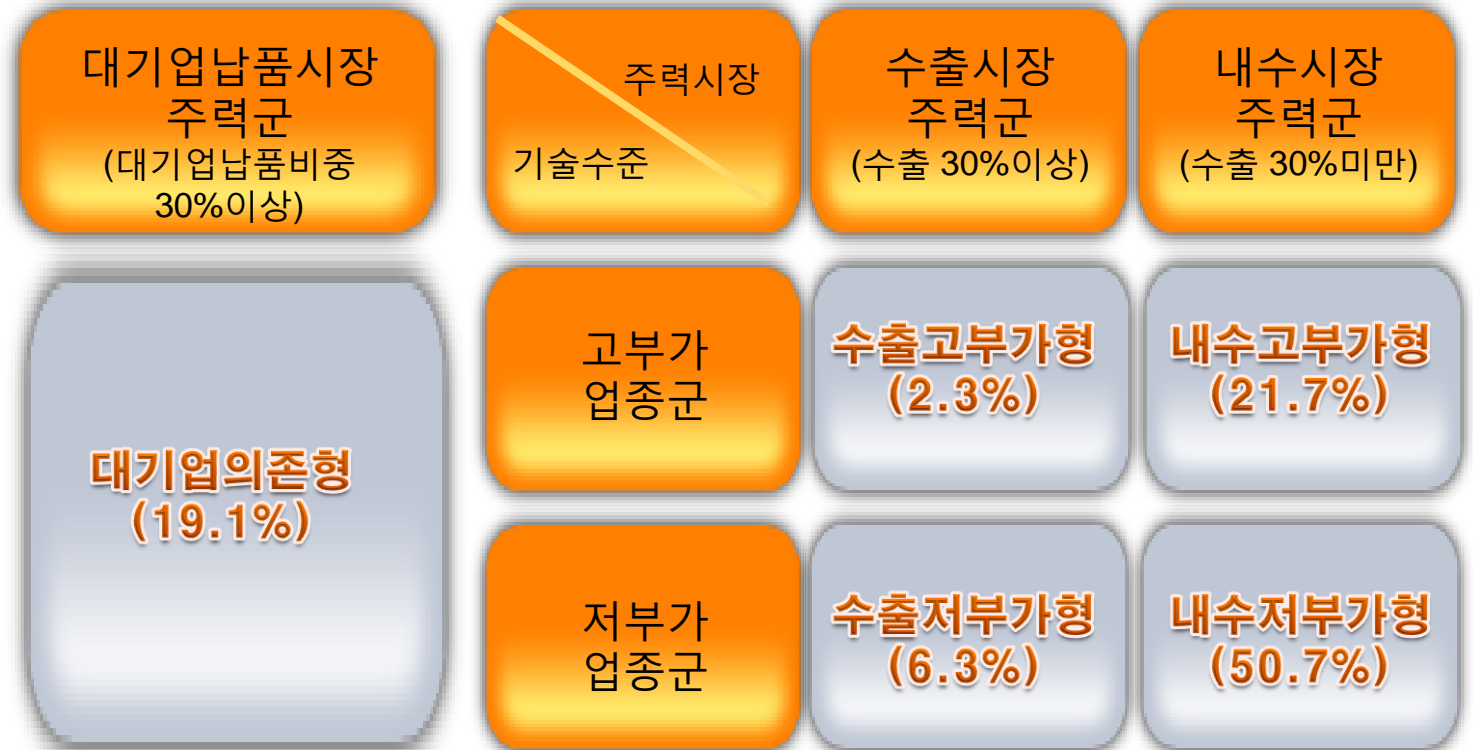 대기업납품시장
주력군
(대기업납품비중
30%이상)
주력시장
기술수준
수출시장
주력군
(수출 30%이상)
내수시장
주력군
(수출 30%미만)
대기업의존형
(19.1%)
고부가
업종군
수출고부가형
(2.3%)
내수고부가형
(21.7%)
저부가
업종군
수출저부가형
(6.3%)
내수저부가형
(50.7%)